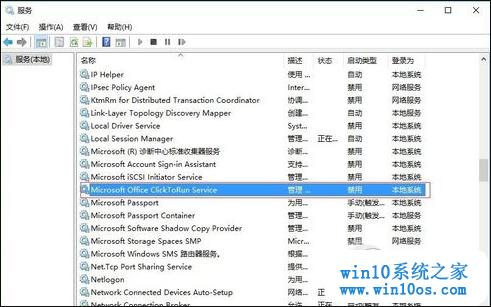 服务
文件(F) 操作(A) 查看(V) 帮助(H)
服务(本地)
名称 描述 状态 启动类型 登录为
IP Helper 使用 ... 自动 本地系统
IPsec Policy Agent Inter... 禁用 网络服务
KtmRm for Distributed Transaction Coordinator 协调... 禁用 网络服务
Link-Layer Topology Discovery Mapper 创建... 禁用 本地服务
Local Driver Service 管理... 自动 本地系统
Local Session Manager 管理... 正在... 自动 本地系统
Microsoft (R) 诊断中心标准收集器服务 诊断... 禁用 本地系统
Microsoft Account Sign-in Assistant 支持... 禁用 本地系统
Microsoft iSCSI Initiator Service 管理... 禁用 本地系统
Microsoft Office ClickToRun Service 管理 ... 禁用 本地系统
Microsoft Passport 为用... 手动(触发... 本地系统
Microsoft Passport Container 管理... 手动(触发... 本地服务
Microsoft Software Shadow Copy Provider 管理... 禁用 本地系统
Microsoft Storage Spaces SMP Micr... 禁用 网络服务
Microsoft Windows SMS 路由器服务。 根据... 禁用
Net.Tcp Port Sharing Service 提供... 禁用
Netlogon 为用...
Network Connected Devices Auto-Setup 网络...
Network Connection Broker 允许... 正在
win10系统之家
www.win10os.com